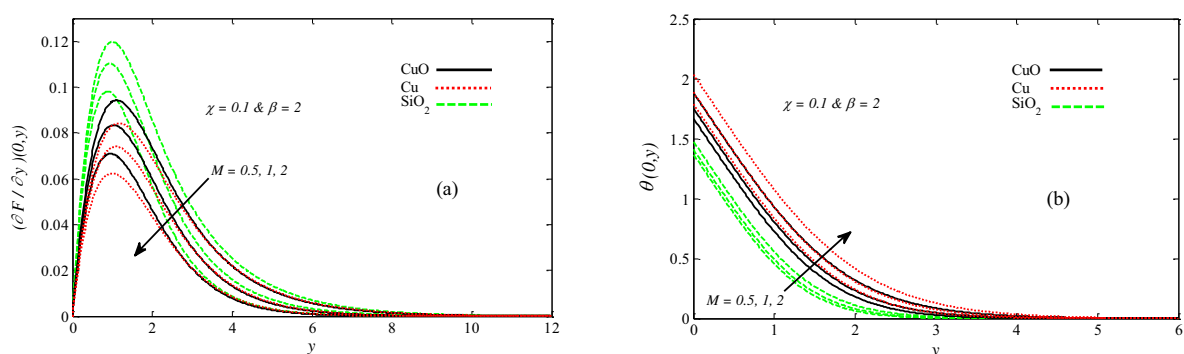 0.12
0.1
0.08
0.06
0.04
0.02
0
(∂ F / ∂ y )(0,y)
CuO
Cu
SiO₂
χ = 0.1 & β = 2
M = 0.5, 1, 2
(a)
0 2 4 6 8 10 12
y
2.5
2
1.5
1
0.5
0
θ(0,y)
CuO
Cu
SiO₂
χ = 0.1 & β = 2
(b)
M = 0.5, 1, 2
0 1 2 3 4 5 6
y